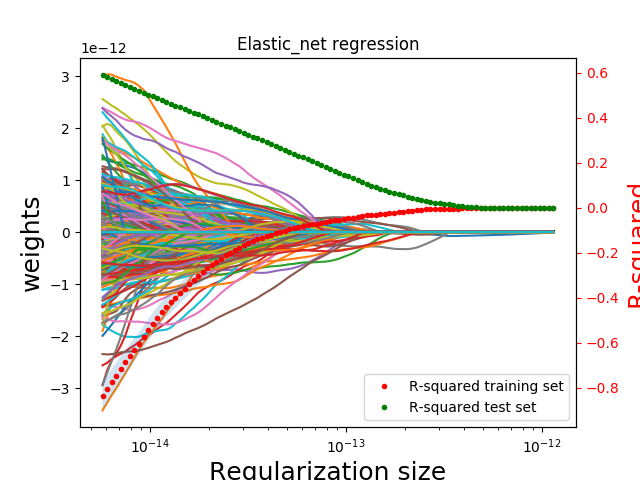 Elastic_net regression
1e−12
3
2
1
0
−1
−2
−3
weights
0.6
0.4
0.2
0.0
−0.2
−0.4
−0.6
−0.8
R-squared
R-squared training set
R-squared test set
10−14
10−13
10−12
Regularization size